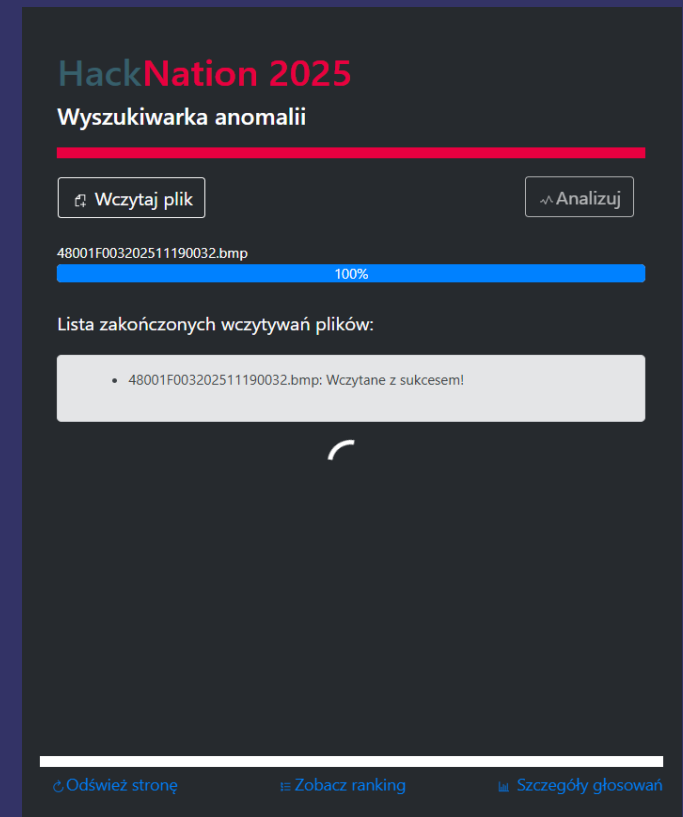 HackNation 2025
Wyszukiwarka anomalii
Wczytaj plik
Analizuj
48001F003202511190032.bmp
100%
Lista zakończonych wczytywań plików:
48001F003202511190032.bmp: Wczytane z sukcesem!
Odśwież stronę
Zobacz ranking
Szczegóły głosowań